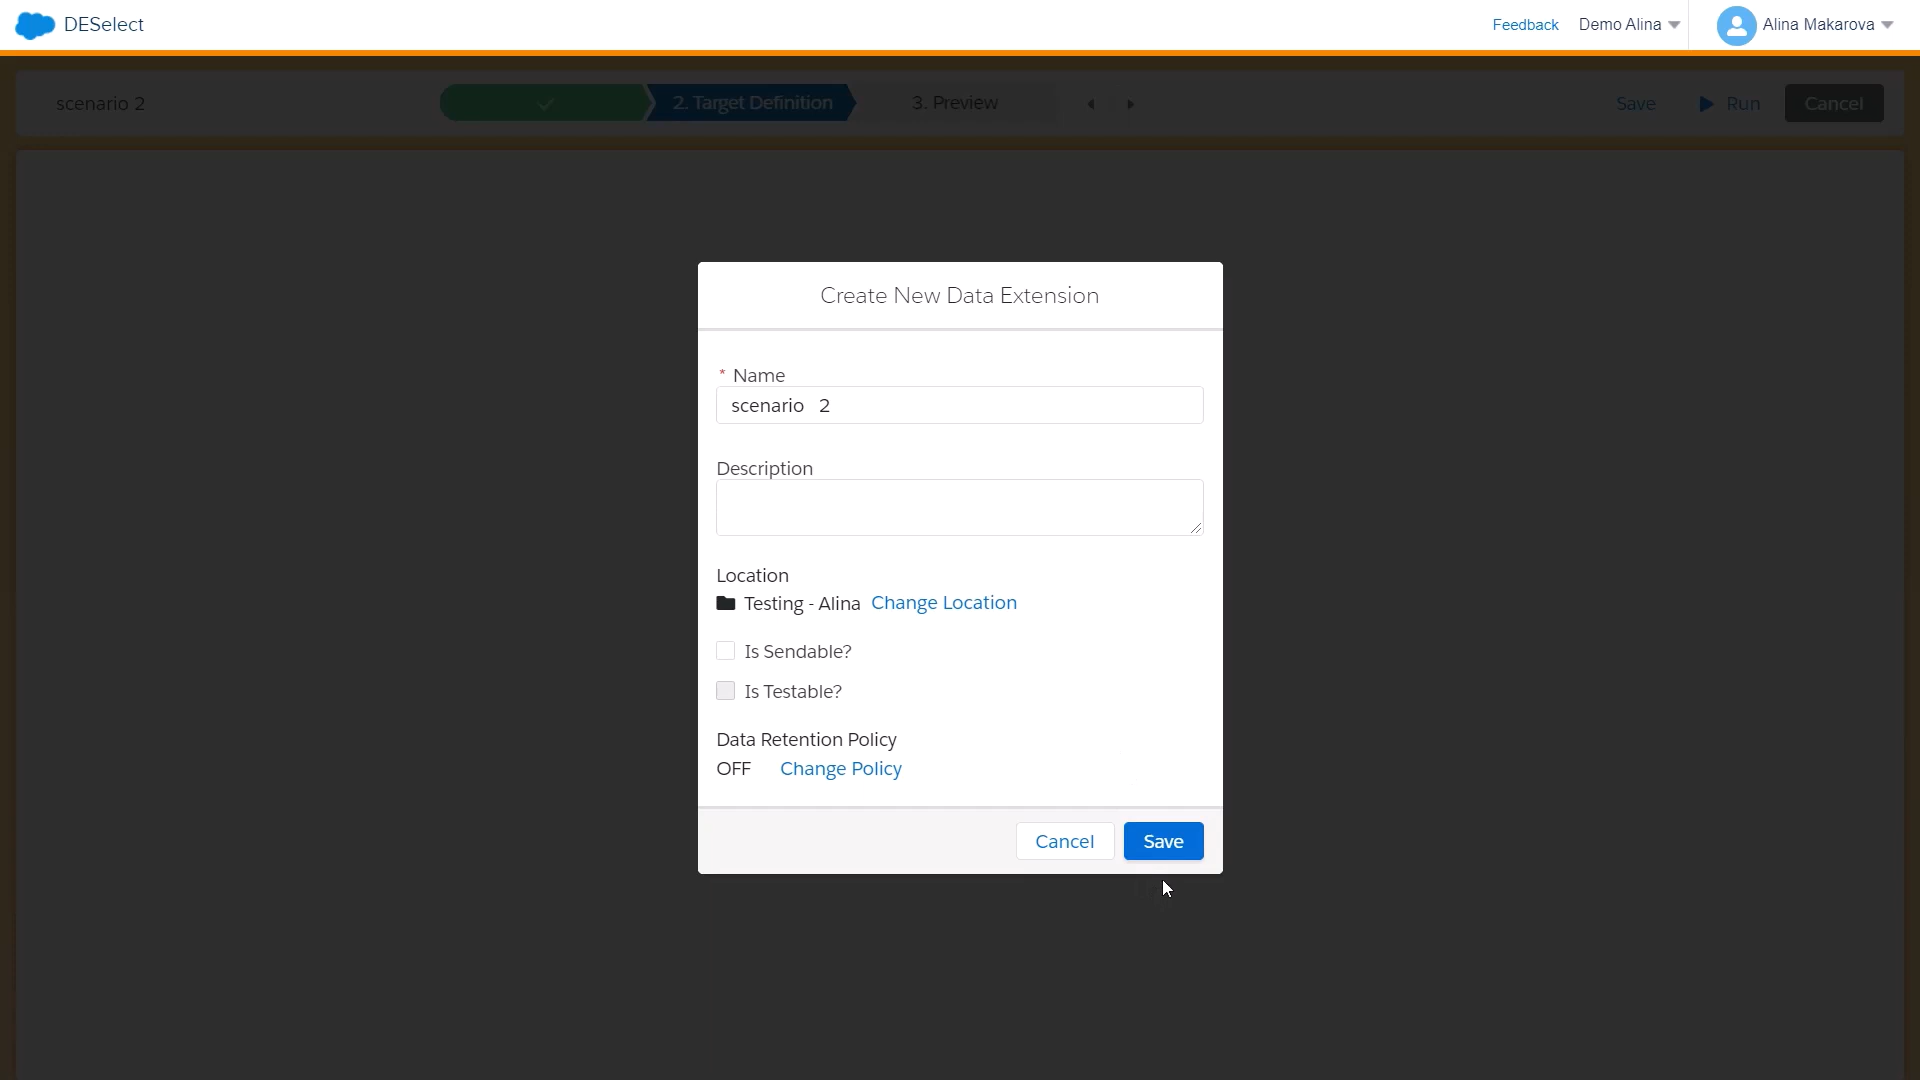 DESelect
Feedback
Demo Alina
Alina Makarova
scenario 2
2. Target Definition
3. Preview
Save
Run
Cancel
Create New Data Extension
* Name
scenario 2
Description
Location
Testing - Alina Change Location
Is Sendable?
Is Testable?
Data Retention Policy
OFF Change Policy
Cancel
Save